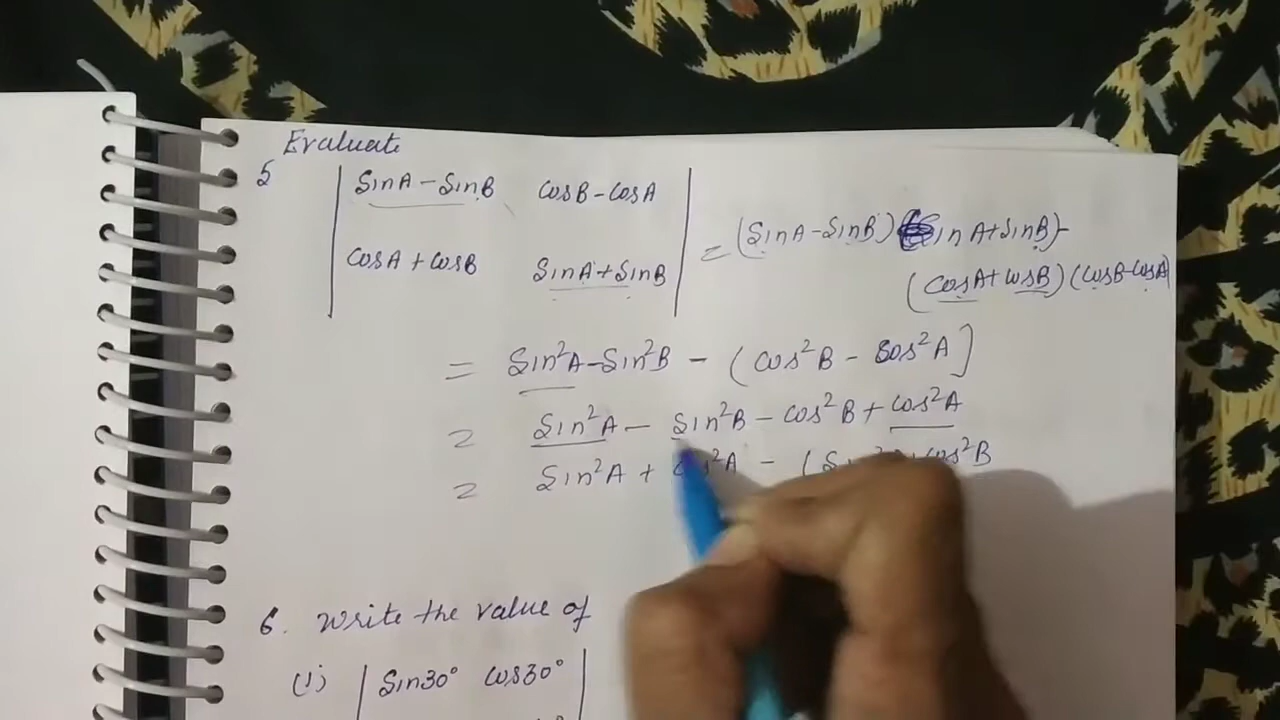 Evaluate
5 | SinA - SinB cosB - cosA |
| cosA + cosB SinA + SinB |
= (SinA - SinB) (SinA + SinB) -
(cosA + cosB) (cosB - cosA)
= Sin²A - Sin²B - (cos²B - cos²A]
= Sin²A - Sin²B - cos²B + cos²A
= Sin²A + cos²A - ( cos²B
6. Write the value of
(i) | Sin30° cos30° |